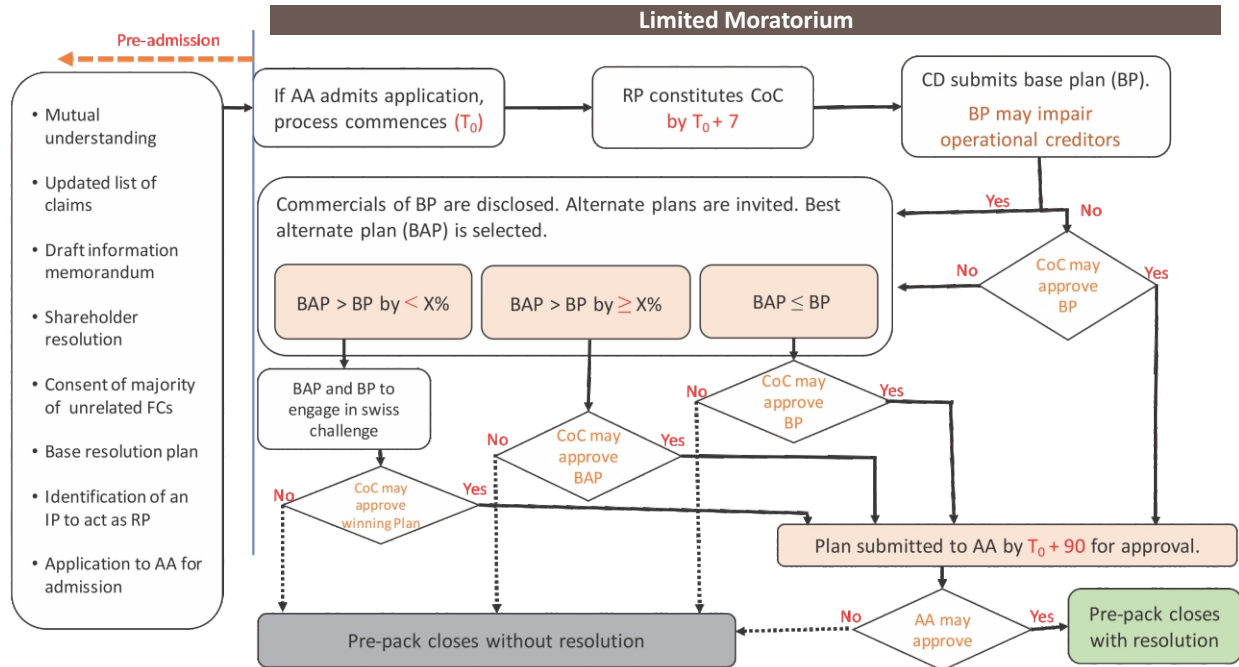 Limited Moratorium
Pre-admission
• Mutual
understanding
• Updated list of
claims
• Draft information
memorandum
• Shareholder
resolution
• Consent of majority
of unrelated FCs
• Base resolution plan
• Identification of an
IP to act as RP
• Application to AA for
admission
If AA admits application,
process commences (T₀)
RP constitutes CoC
by T₀ + 7
CD submits base plan (BP).
BP may impair
operational creditors
Yes
No
Commercials of BP are disclosed. Alternate plans are invited. Best
alternate plan (BAP) is selected.
No
CoC may
approve
BP
Yes
BAP > BP by < X%
BAP > BP by ≥ X%
BAP ≤ BP
BAP and BP to
engage in swiss
challenge
No
CoC may
approve
BP
Yes
No
CoC may
approve
BAP
Yes
No
CoC may
approve
winning Plan
Yes
Plan submitted to AA by T₀ + 90 for approval.
Pre-pack closes without resolution
No
AA may
approve
Yes
Pre-pack closes
with resolution